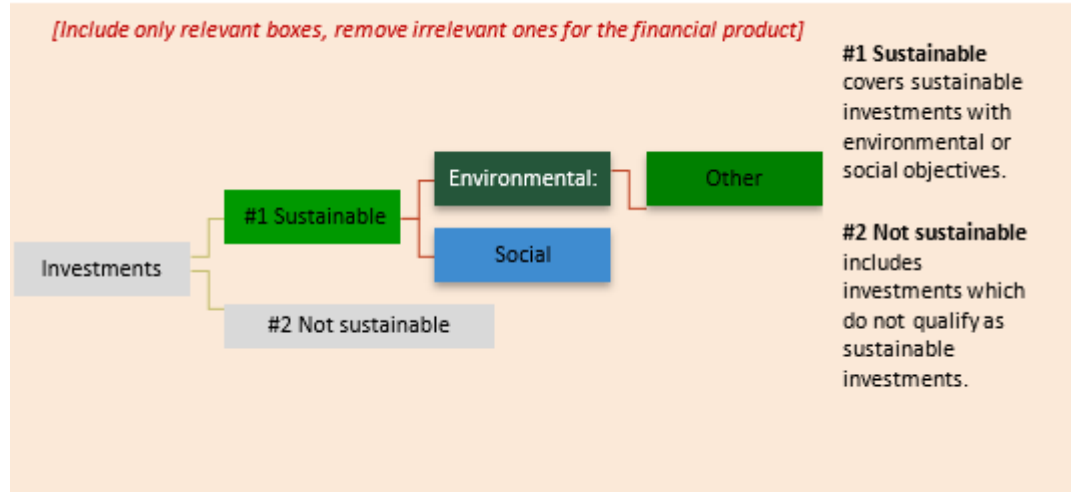 [Include only relevant boxes, remove irrelevant ones for the financial product]
Investments
#1 Sustainable
#2 Not sustainable
Environmental:
Social
Other
#1 Sustainable
covers sustainable
investments with
environmental or
social objectives.
#2 Not sustainable
includes
investments which
do not qualify as
sustainable
investments.